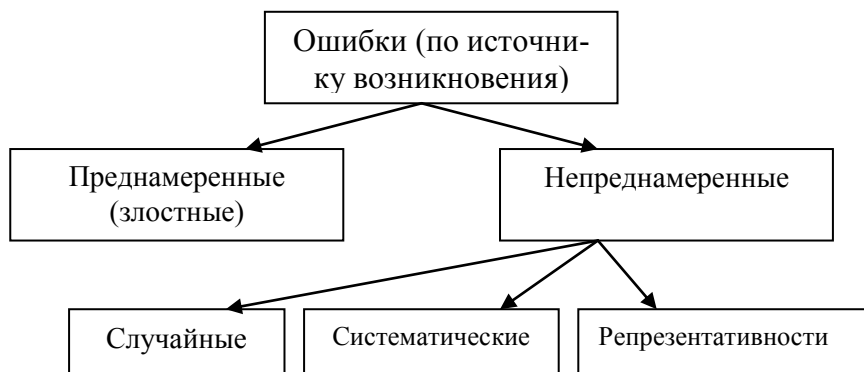 Ошибки (по источни-
ку возникновения)
Преднамеренные
(злостные)
Непреднамеренные
Случайные
Систематические
Репрезентативности